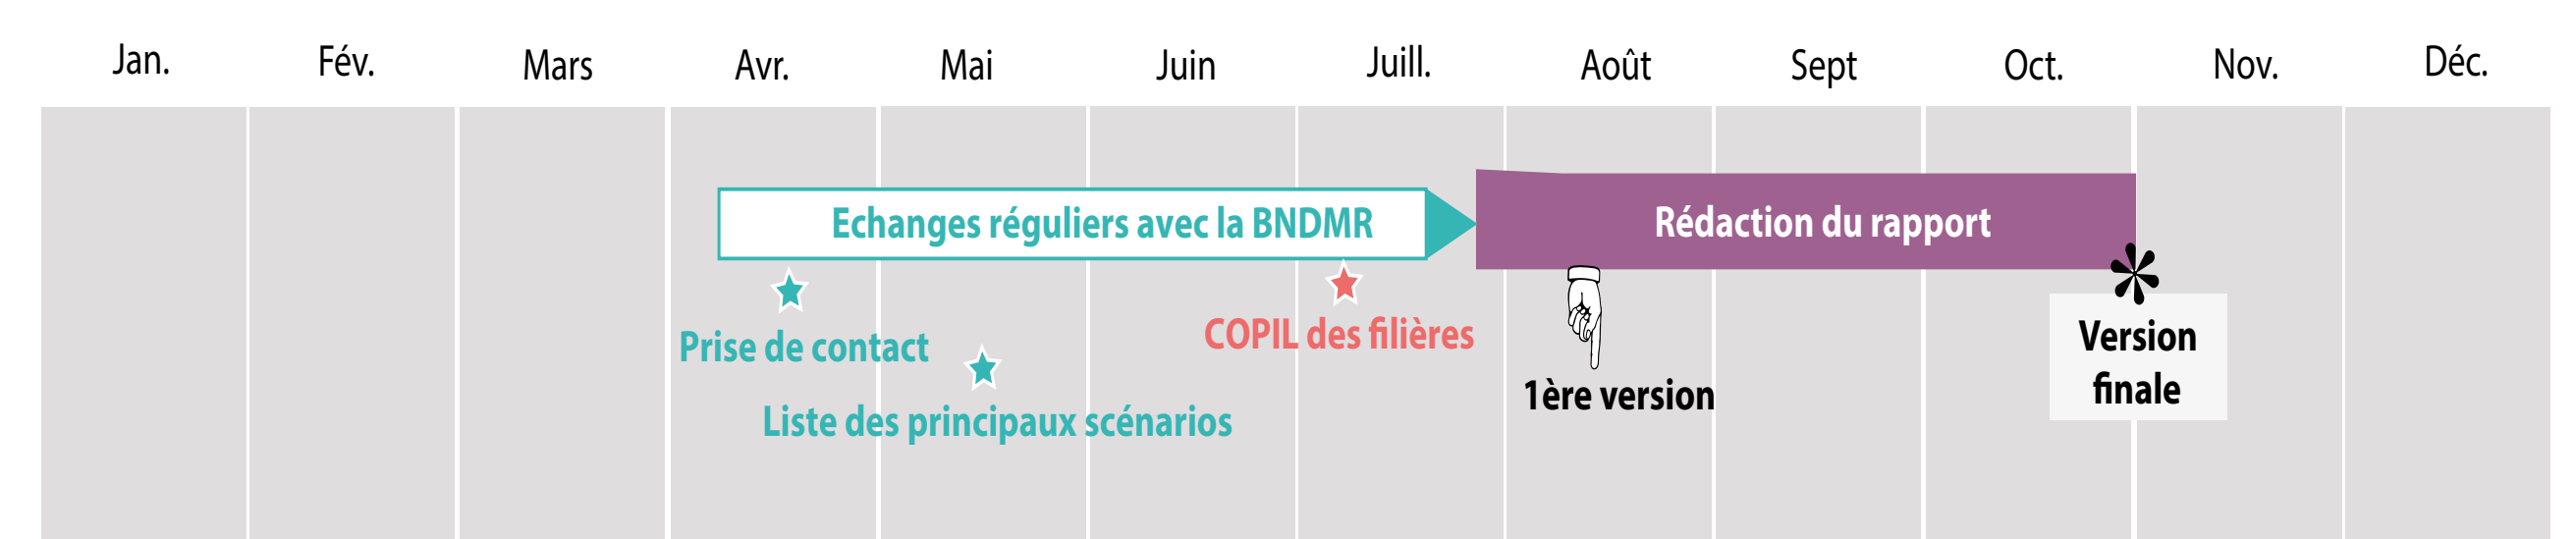 Jan. Fév. Mars Avr. Mai Juin Juill. Août Sept Oct. Nov. Déc.
Echanges réguliers avec la BNDMR
Rédaction du rapport
Prise de contact
COPIL des filières
Liste des principaux scénarios
1ère version
Version
finale